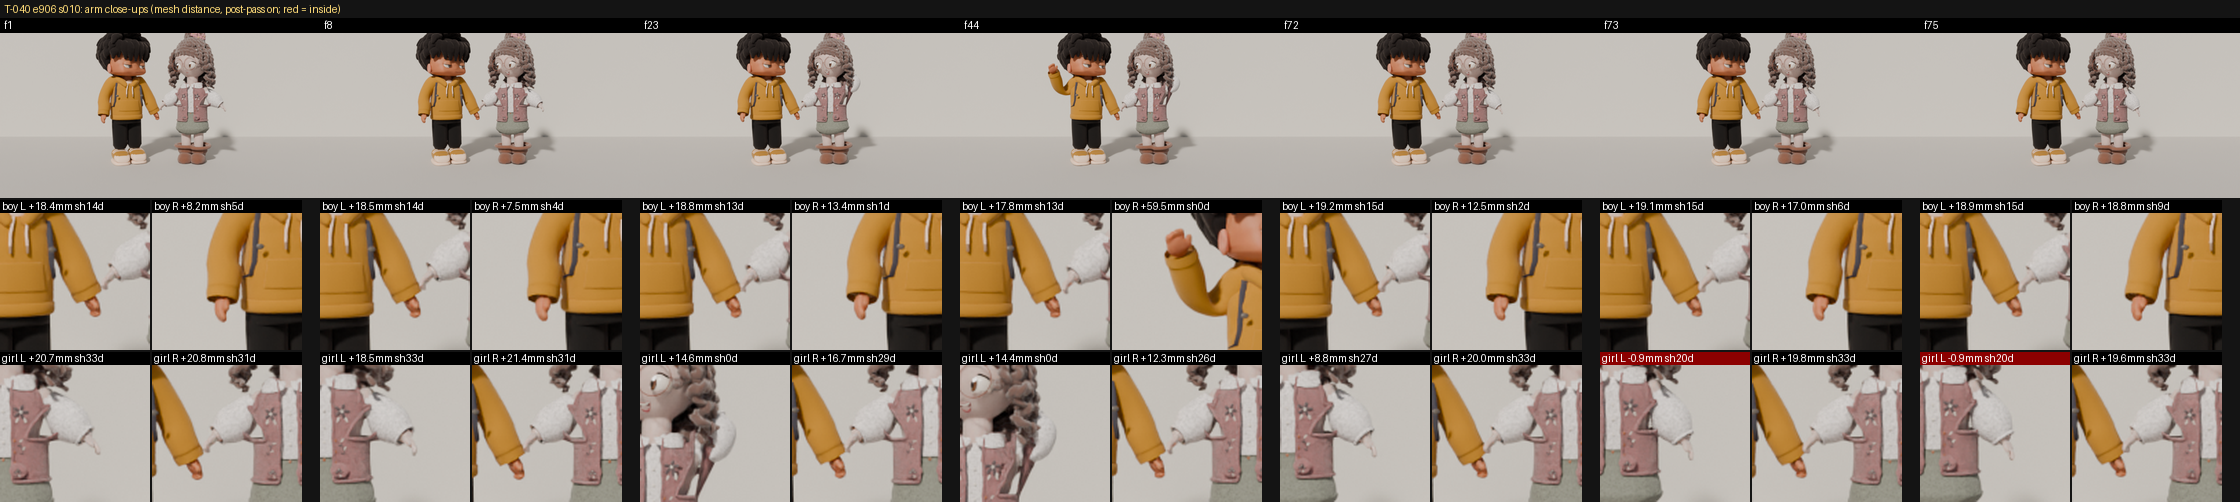 T-040 e906 s010: arm close-ups (mesh distance, post-pass on; red = inside)
f1 f8 f23 f44 f72 f73 f75
boy L +18.4mm sh14d boy R +8.2mm sh5d boy L +18.5mm sh14d boy R +7.5mm sh4d boy L +18.8mm sh13d boy R +13.4mm sh1d boy L +17.8mm sh13d boy R +59.5mm sh0d boy L +19.2mm sh15d boy R +12.5mm sh2d boy L +19.1mm sh15d boy R +17.0mm sh6d boy L +18.9mm sh15d boy R +18.8mm sh9d
girl L +20.7mm sh33d girl R +20.8mm sh31d girl L +18.5mm sh33d girl R +21.4mm sh31d girl L +14.6mm sh0d girl R +16.7mm sh29d girl L +14.4mm sh0d girl R +12.3mm sh26d girl L +8.8mm sh27d girl R +20.0mm sh33d girl L -0.9mm sh20d girl R +19.8mm sh33d girl L -0.9mm sh20d girl R +19.6mm sh33d